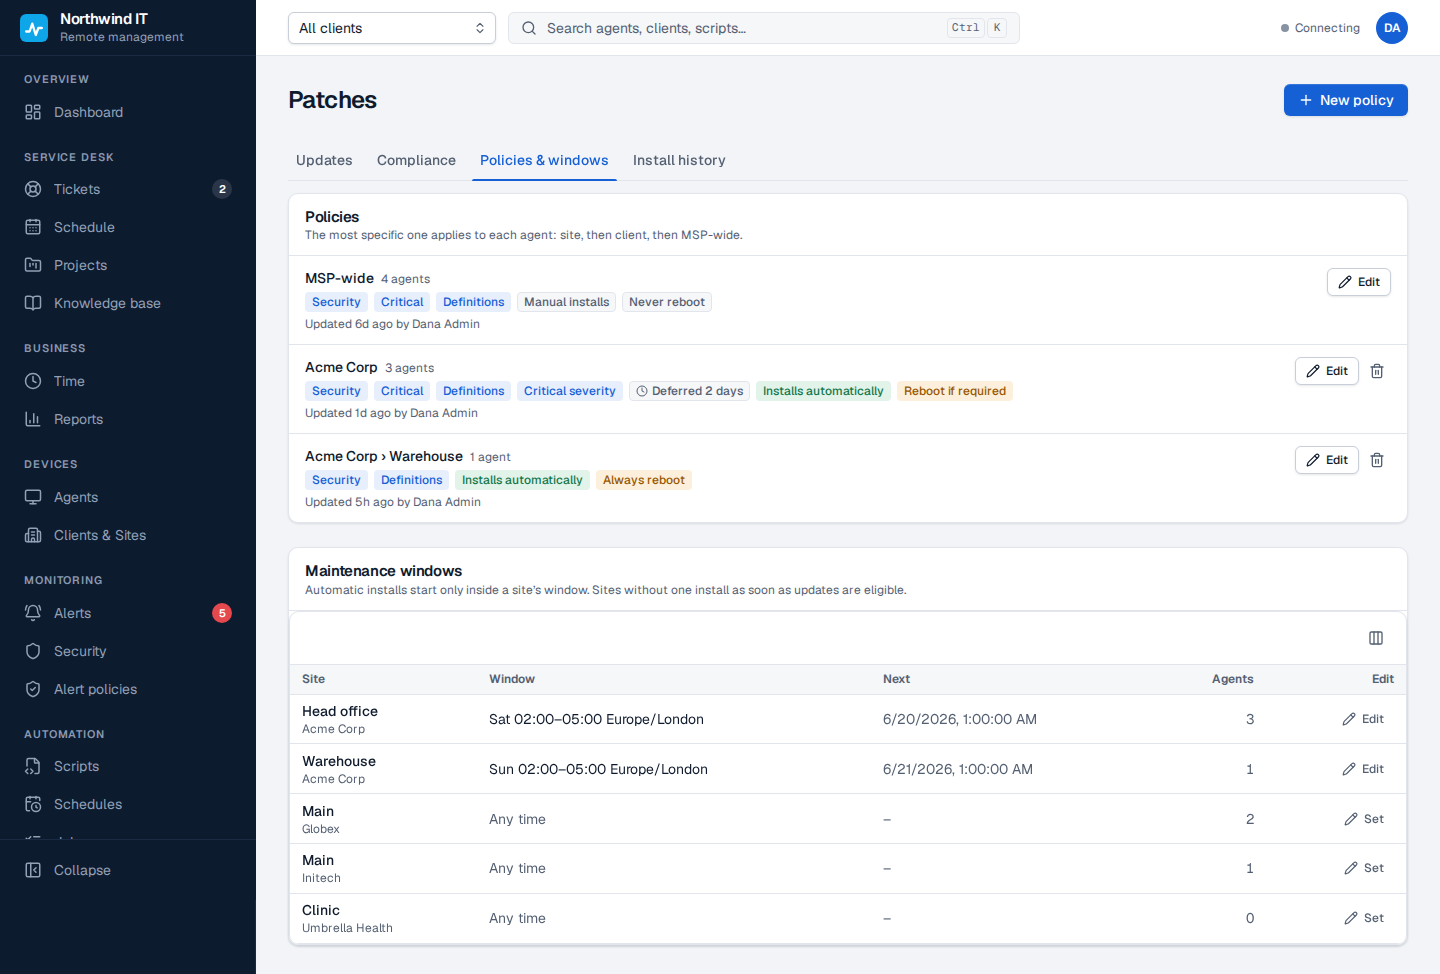 Northwind IT
Remote management
All clients
Search agents, clients, scripts...
Ctrl K
Connecting
DA
OVERVIEW
Dashboard
SERVICE DESK
Tickets 2
Schedule
Projects
Knowledge base
BUSINESS
Time
Reports
DEVICES
Agents
Clients & Sites
MONITORING
Alerts 5
Security
Alert policies
AUTOMATION
Scripts
Schedules
Collapse
Patches
New policy
Updates Compliance Policies & windows Install history
Policies
The most specific one applies to each agent: site, then client, then MSP-wide.
MSP-wide 4 agents
Edit
Security Critical Definitions Manual installs Never reboot
Updated 6d ago by Dana Admin
Acme Corp 3 agents
Edit
Security Critical Definitions Critical severity Deferred 2 days Installs automatically Reboot if required
Updated 1d ago by Dana Admin
Acme Corp › Warehouse 1 agent
Edit
Security Definitions Installs automatically Always reboot
Updated 5h ago by Dana Admin
Maintenance windows
Automatic installs start only inside a site's window. Sites without one install as soon as updates are eligible.
Site Window Next Agents Edit
Head office
Acme Corp
Sat 02:00–05:00 Europe/London 6/20/2026, 1:00:00 AM 3 Edit
Warehouse
Acme Corp
Sun 02:00–05:00 Europe/London 6/21/2026, 1:00:00 AM 1 Edit
Main
Globex
Any time – 2 Set
Main
Initech
Any time – 1 Set
Clinic
Umbrella Health
Any time – 0 Set